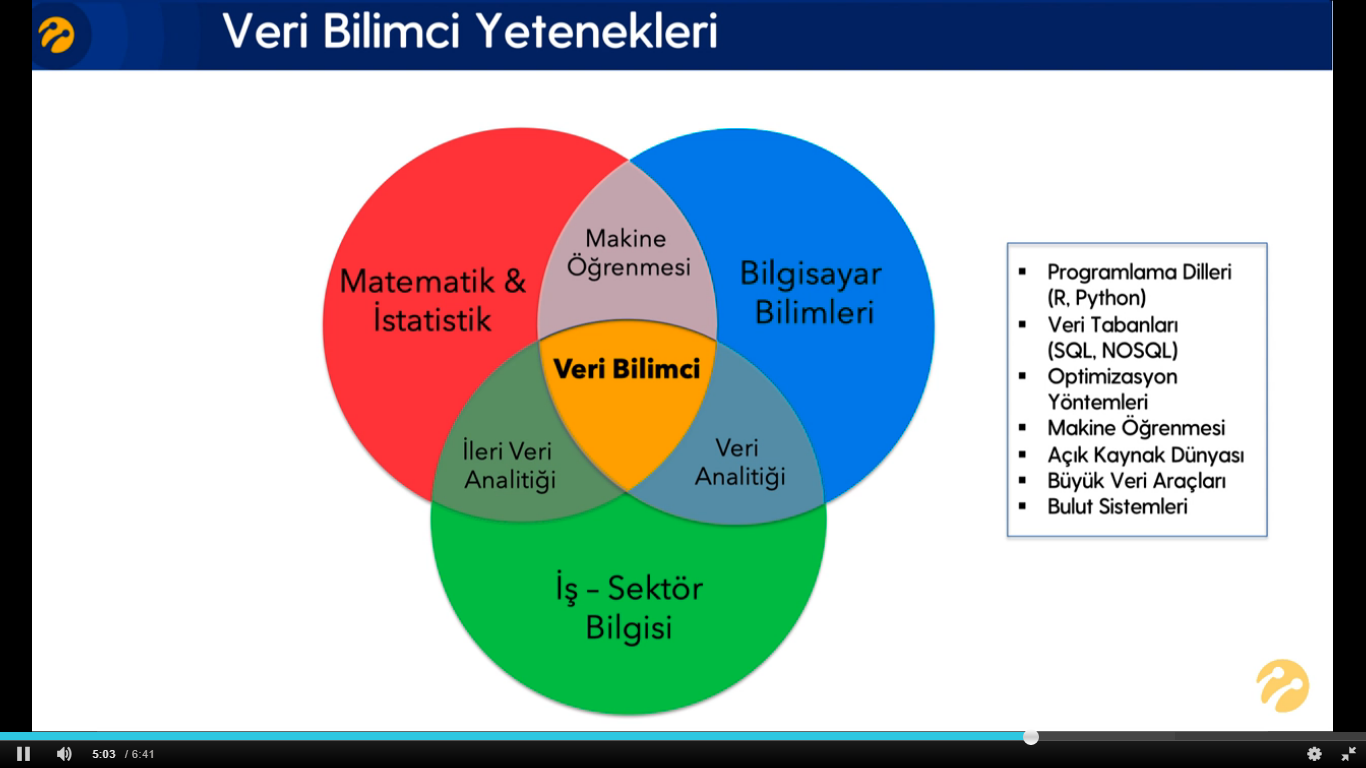 Veri Bilimci Yetenekleri
Makine
Öğrenmesi
Matematik &
İstatistik
Bilgisayar
Bilimleri
Veri Bilimci
İleri Veri
Analitiği
Veri
Analitiği
İş – Sektör
Bilgisi
▪ Programlama Dilleri
(R, Python)
▪ Veri Tabanları
(SQL, NOSQL)
▪ Optimizasyon
Yöntemleri
▪ Makine Öğrenmesi
▪ Açık Kaynak Dünyası
▪ Büyük Veri Araçları
▪ Bulut Sistemleri
5:03 / 6:41